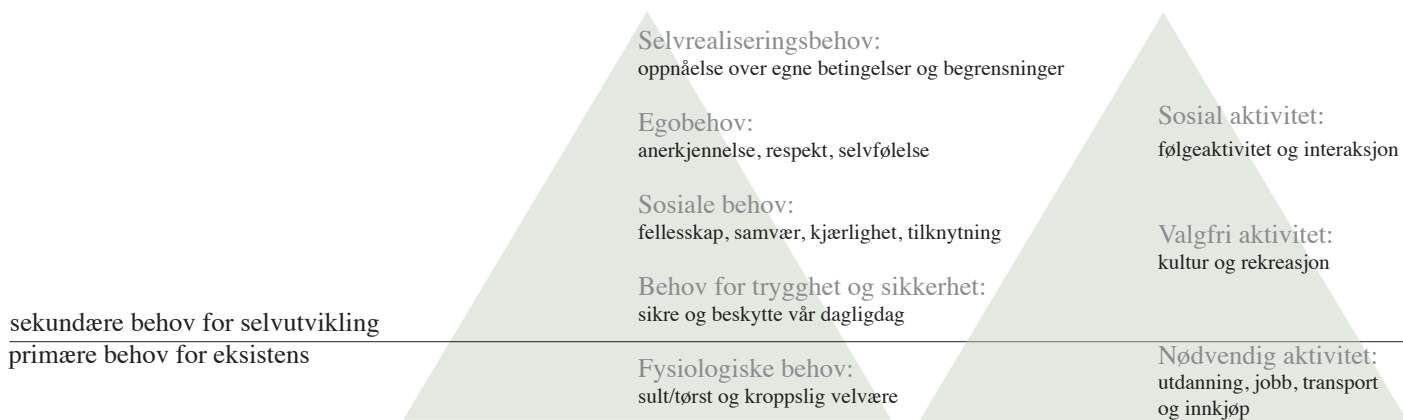 Selvrealiseringsbehov:
oppnåelse over egne betingelser og begrensninger
Egobehov:
anerkjennelse, respekt, selvfølelse
Sosiale behov:
fellesskap, samvær, kjærlighet, tilknytning
Behov for trygghet og sikkerhet:
sikre og beskytte vår dagligdag
Fysiologiske behov:
sult/tørst og kroppslig velvære
Sosial aktivitet:
følgeaktivitet og interaksjon
Valgfri aktivitet:
kultur og rekreasjon
Nødvendig aktivitet:
utdanning, jobb, transport
og innkjøp
sekundære behov for selvutvikling
primære behov for eksistens